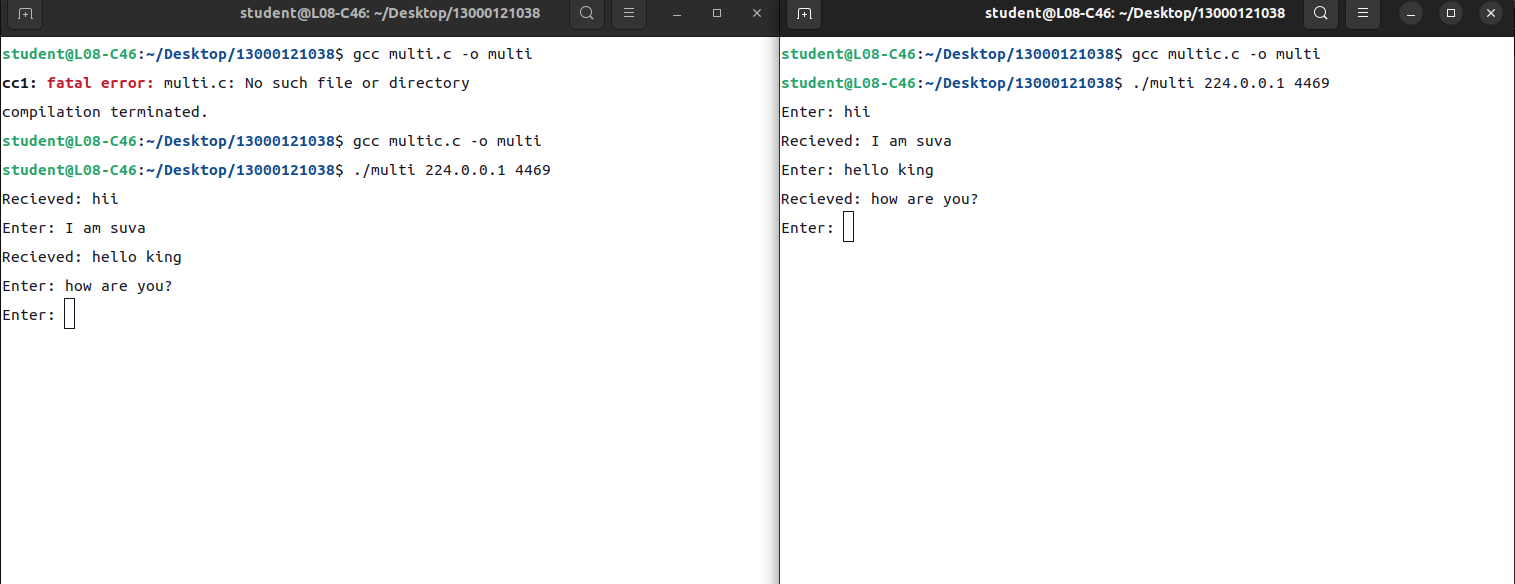 student@L08-C46: ~/Desktop/13000121038
student@L08-C46:~/Desktop/13000121038$ gcc multi.c -o multi
cc1: fatal error: multi.c: No such file or directory
compilation terminated.
student@L08-C46:~/Desktop/13000121038$ gcc multic.c -o multi
student@L08-C46:~/Desktop/13000121038$ ./multi 224.0.0.1 4469
Recieved: hii
Enter: I am suva
Recieved: hello king
Enter: how are you?
Enter:
student@L08-C46: ~/Desktop/13000121038
student@L08-C46:~/Desktop/13000121038$ gcc multic.c -o multi
student@L08-C46:~/Desktop/13000121038$ ./multi 224.0.0.1 4469
Enter: hii
Recieved: I am suva
Enter: hello king
Recieved: how are you?
Enter: